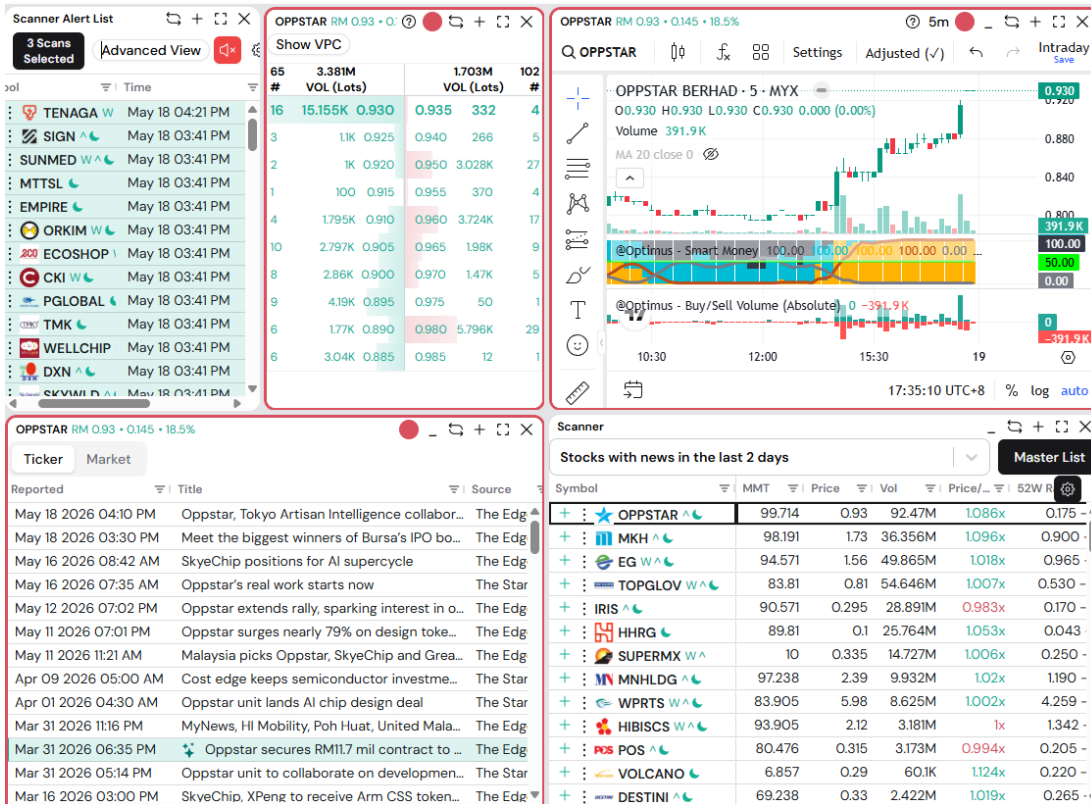 Scanner Alert List
3 Scans Selected
Advanced View
ool Time
TENAGA W May 18 04:21 PM
SIGN ^ May 18 03:41 PM
SUNMED W ^ May 18 03:41 PM
MTTSL May 18 03:41 PM
EMPIRE May 18 03:41 PM
ORKIM W May 18 03:41 PM
ECOSHOP May 18 03:41 PM
CKI W May 18 03:41 PM
PGLOBAL May 18 03:41 PM
TMK May 18 03:41 PM
WELLCHIP May 18 03:41 PM
DXN ^ May 18 03:41 PM
SKYWLD ^ May 18 03:41 PM
OPPSTAR RM 0.93 • 0.
Show VPC
65 3.381M 1.703M 102
# VOL (Lots) VOL (Lots) #
16 15.155K 0.930 0.935 332 4
3 1.1K 0.925 0.940 266 5
2 1K 0.920 0.950 3.028K 27
1 100 0.915 0.955 370 4
4 1.795K 0.910 0.960 3.724K 17
10 2.797K 0.905 0.965 1.98K 9
8 2.86K 0.900 0.970 1.47K 5
9 4.19K 0.895 0.975 50 1
6 1.77K 0.890 0.980 5.796K 29
6 3.04K 0.885 0.985 12 1
OPPSTAR RM 0.93 • 0.145 • 18.5%
5m
OPPSTAR Settings Adjusted (✓) Intraday
Save
OPPSTAR BERHAD · 5 · MYX
O0.930 H0.930 L0.930 C0.930 0.000 (0.00%)
Volume 391.9K
MA 20 close 0
0.930
0.920
0.880
0.840
0.800
391.9K
@Optimus - Smart Money 100.00 100.00 100.00 100.00 0.00 ...
100.00
50.00
0.00
@Optimus - Buy/Sell Volume (Absolute) 0 −391.9K
0
−391.9K
10:30 12:00 15:30 19
17:35:10 UTC+8 % log auto
OPPSTAR RM 0.93 • 0.145 • 18.5%
Ticker Market
Reported Title Source
May 18 2026 04:10 PM Oppstar, Tokyo Artisan Intelligence collabor... The Edg
May 18 2026 03:30 PM Meet the biggest winners of Bursa's IPO bo... The Edg
May 16 2026 08:42 AM SkyeChip positions for AI supercycle The Edg
May 16 2026 07:35 AM Oppstar's real work starts now The Star
May 12 2026 07:02 PM Oppstar extends rally, sparking interest in o... The Edg
May 11 2026 07:01 PM Oppstar surges nearly 79% on design toke... The Edg
May 11 2026 11:21 AM Malaysia picks Oppstar, SkyeChip and Grea... The Edg
Apr 09 2026 05:00 AM Cost edge keeps semiconductor investme... The Star
Apr 01 2026 04:30 AM Oppstar unit lands AI chip design deal The Star
Mar 31 2026 11:16 PM MyNews, HI Mobility, Poh Huat, United Mala... The Edg
Mar 31 2026 06:35 PM Oppstar secures RM11.7 mil contract to ... The Edg
Mar 31 2026 05:14 PM Oppstar unit to collaborate on developmen... The Star
Mar 16 2026 03:00 PM SkyeChip, XPeng to receive Arm CSS token... The Star
Scanner
Stocks with news in the last 2 days
Master List
Symbol MMT Price Vol Price/... 52W R
OPPSTAR ^ 99.714 0.93 92.47M 1.086x 0.175 -
MKH ^ 98.191 1.73 36.356M 1.096x 0.900 -
EG W ^ 94.571 1.56 49.865M 1.018x 0.965 -
TOPGLOV W ^ 83.81 0.81 54.646M 1.007x 0.530 -
IRIS ^ 90.571 0.295 28.891M 0.983x 0.170 -
HHRG 89.81 0.1 25.764M 1.053x 0.043
SUPERMX W ^ 10 0.335 14.727M 1.006x 0.250 -
MNHLDG ^ 97.238 2.39 9.932M 1.02x 1.190 -
WPRTS W ^ 83.905 5.98 8.625M 1.002x 4.259 -
HIBISCS W ^ 93.905 2.12 3.181M 1x 1.342 -
POS POS ^ 80.476 0.315 3.173M 0.994x 0.205 -
VOLCANO 6.857 0.29 60.1K 1.124x 0.220 -
DESTINI ^ 69.238 0.33 2.422M 1.019x 0.265 -